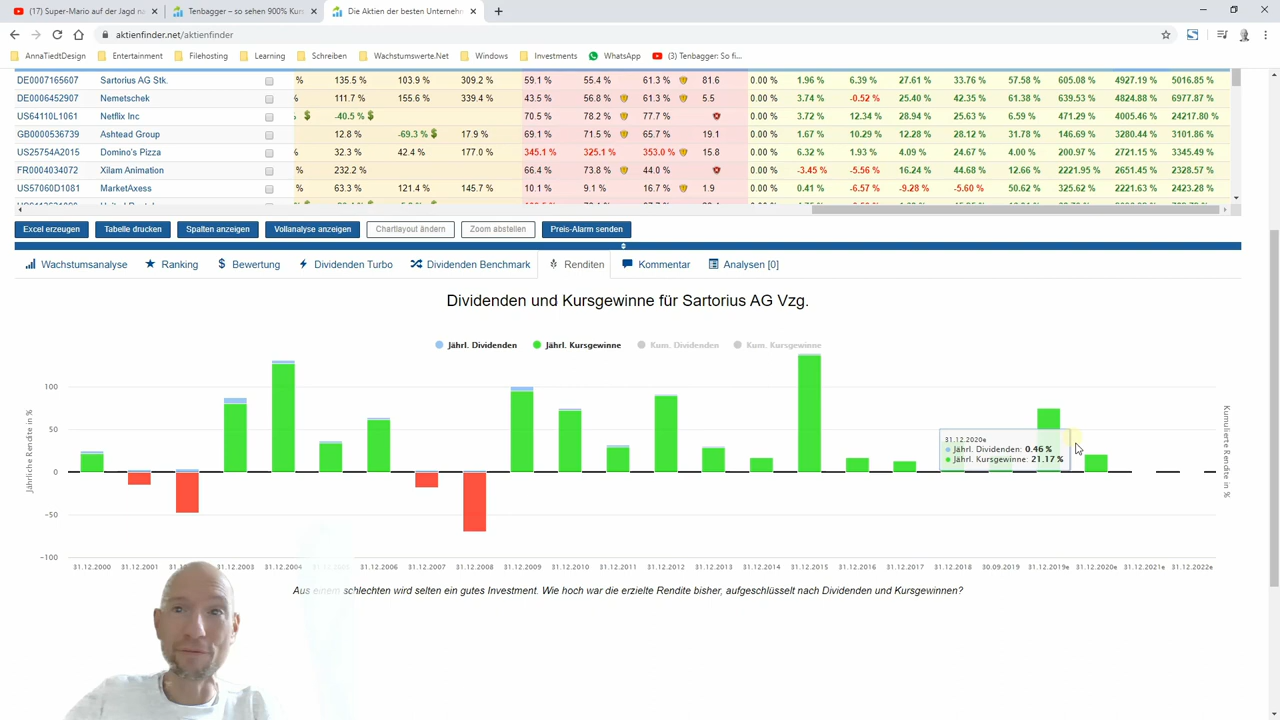 (17) Super-Mario auf der Jagd na
Tenbagger – so sehen 900% Kurs
Die Aktien der besten Unternehm
aktienfinder.net/aktienfinder
AnnaTiedtDesign Entertainment Filehosting Learning Schreiben Wachstumswerte.Net Windows Investments WhatsApp (3) Tenbagger: So fi...
DE0007165607 Sartorius AG Stk. % 135.5 % 103.9 % 309.2 % 59.1 % 55.4 % 61.3 % 81.6 0.00 % 1.96 % 6.39 % 27.61 % 33.76 % 57.58 % 605.08 % 4927.19 % 5016.85 %
DE0006452907 Nemetschek % 111.7 % 155.6 % 339.4 % 43.5 % 56.8 % 61.3 % 5.5 0.00 % 3.74 % -0.52 % 25.40 % 42.35 % 61.38 % 639.53 % 4824.88 % 6977.87 %
US64110L1061 Netflix Inc % -40.5 % 70.5 % 78.2 % 77.7 % 0.00 % 3.72 % 12.34 % 28.94 % 25.63 % 6.59 % 471.29 % 4005.46 % 24217.80 %
GB0000536739 Ashtead Group % 12.8 % -69.3 % 17.9 % 69.1 % 71.5 % 65.7 % 19.1 0.00 % 1.67 % 10.29 % 12.28 % 28.12 % 31.78 % 146.69 % 3280.44 % 3101.86 %
US25754A2015 Domino's Pizza % 32.3 % 42.4 % 177.0 % 345.1 % 325.1 % 353.0 % 15.8 0.00 % 6.32 % 1.93 % 4.09 % 24.67 % 4.00 % 200.97 % 2721.15 % 3345.49 %
FR0004034072 Xilam Animation % 232.2 % 66.4 % 73.8 % 44.0 % 0.00 % -3.45 % -5.56 % 16.24 % 44.68 % 12.86 % 2221.95 % 2651.45 % 2328.57 %
US57060D1081 MarketAxess % 63.3 % 121.4 % 145.7 % 10.1 % 9.1 % 16.7 % 1.9 0.00 % 0.41 % -6.57 % -9.28 % -5.60 % 50.62 % 325.62 % 2221.63 % 2423.28 %
Excel erzeugen Tabelle drucken Spalten anzeigen Vollanalyse anzeigen Chartlayout ändern Zoom abstellen Preis-Alarm senden
Wachstumsanalyse Ranking Bewertung Dividenden Turbo Dividenden Benchmark Renditen Kommentar Analysen [0]
Dividenden und Kursgewinne für Sartorius AG Vzg.
Jährl. Dividenden Jährl. Kursgewinne Kum. Dividenden Kum. Kursgewinne
Jährliche Rendite in %
100
50
0
-50
-100
31.12.2020e
Jährl. Dividenden: 0.46 %
Jährl. Kursgewinne: 21.17 %
Kumulierte Rendite in %
31.12.2000 31.12.2001 31.12.2003 31.12.2004 31.12.2006 31.12.2007 31.12.2008 31.12.2009 31.12.2010 31.12.2011 31.12.2012 31.12.2013 31.12.2014 31.12.2015 31.12.2016 31.12.2017 31.12.2018 30.09.2019 31.12.2019e 31.12.2020e 31.12.2021e 31.12.2022e
Aus einem schlechten wird selten ein gutes Investment. Wie hoch war die erzielte Rendite bisher, aufgeschlüsselt nach Dividenden und Kursgewinnen?